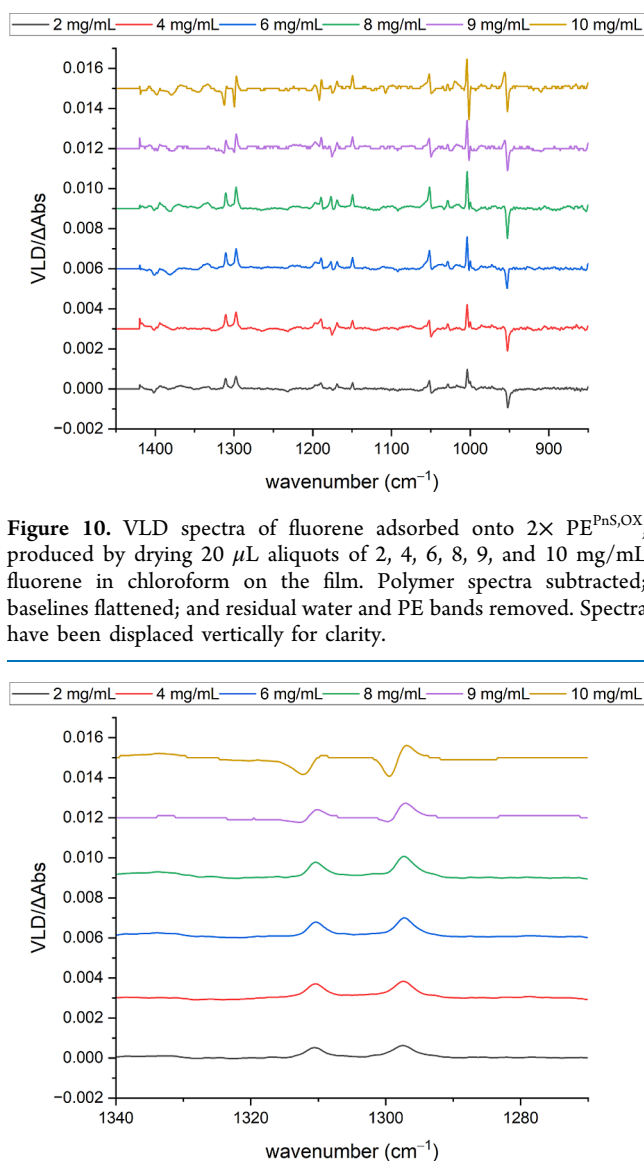 2 mg/mL 4 mg/mL 6 mg/mL 8 mg/mL 9 mg/mL 10 mg/mL
0.016
0.014
0.012
0.010
0.008
0.006
0.004
0.002
0.000
−0.002
VLD/ΔAbs
1400 1300 1200 1100 1000 900
wavenumber (cm⁻¹)
Figure 10. VLD spectra of fluorene adsorbed onto 2× PE^PnS,OX,
produced by drying 20 μL aliquots of 2, 4, 6, 8, 9, and 10 mg/mL
fluorene in chloroform on the film. Polymer spectra subtracted;
baselines flattened; and residual water and PE bands removed. Spectra
have been displaced vertically for clarity.
2 mg/mL 4 mg/mL 6 mg/mL 8 mg/mL 9 mg/mL 10 mg/mL
0.016
0.014
0.012
0.010
0.008
0.006
0.004
0.002
0.000
−0.002
VLD/ΔAbs
1340 1320 1300 1280
wavenumber (cm⁻¹)